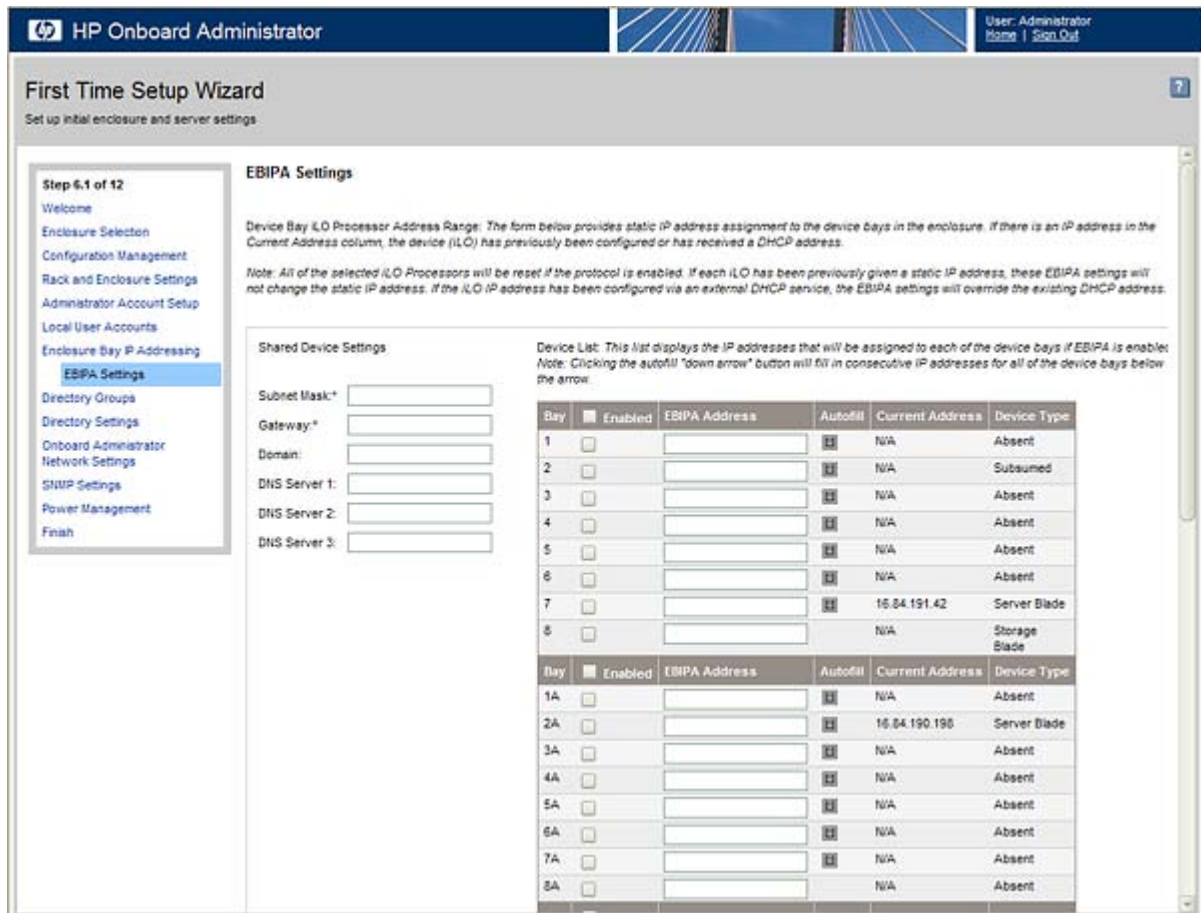 HP Onboard Administrator
User: Administrator
Home | Sign Out
First Time Setup Wizard
Set up initial enclosure and server settings
?
Step 6.1 of 12
Welcome
Enclosure Selection
Configuration Management
Rack and Enclosure Settings
Administrator Account Setup
Local User Accounts
Enclosure Bay IP Addressing
EBIPA Settings
Directory Groups
Directory Settings
Onboard Administrator
Network Settings
SNMP Settings
Power Management
Finish
EBIPA Settings
Device Bay iLO Processor Address Range: The form below provides static IP address assignment to the device bays in the enclosure. If there is an IP address in the
Current Address column, the device (iLO) has previously been configured or has received a DHCP address.
Note: All of the selected iLO Processors will be reset if the protocol is enabled. If each iLO has been previously given a static IP address, these EBIPA settings will
not change the static IP address. If the iLO IP address has been configured via an external DHCP service, the EBIPA settings will override the existing DHCP address.
Shared Device Settings
Subnet Mask:*
Gateway:*
Domain:
DNS Server 1:
DNS Server 2:
DNS Server 3:
Device List: This list displays the IP addresses that will be assigned to each of the device bays if EBIPA is enabled
Note: Clicking the autofill "down arrow" button will fill in consecutive IP addresses for all of the device bays below
the arrow.
Bay Enabled EBIPA Address Autofill Current Address Device Type
1 N/A Absent
2 N/A Subsumed
3 N/A Absent
4 N/A Absent
5 N/A Absent
6 N/A Absent
7 16.84.191.42 Server Blade
8 N/A Storage
Blade
Bay Enabled EBIPA Address Autofill Current Address Device Type
1A N/A Absent
2A 16.84.190.198 Server Blade
3A N/A Absent
4A N/A Absent
5A N/A Absent
6A N/A Absent
7A N/A Absent
8A N/A Absent